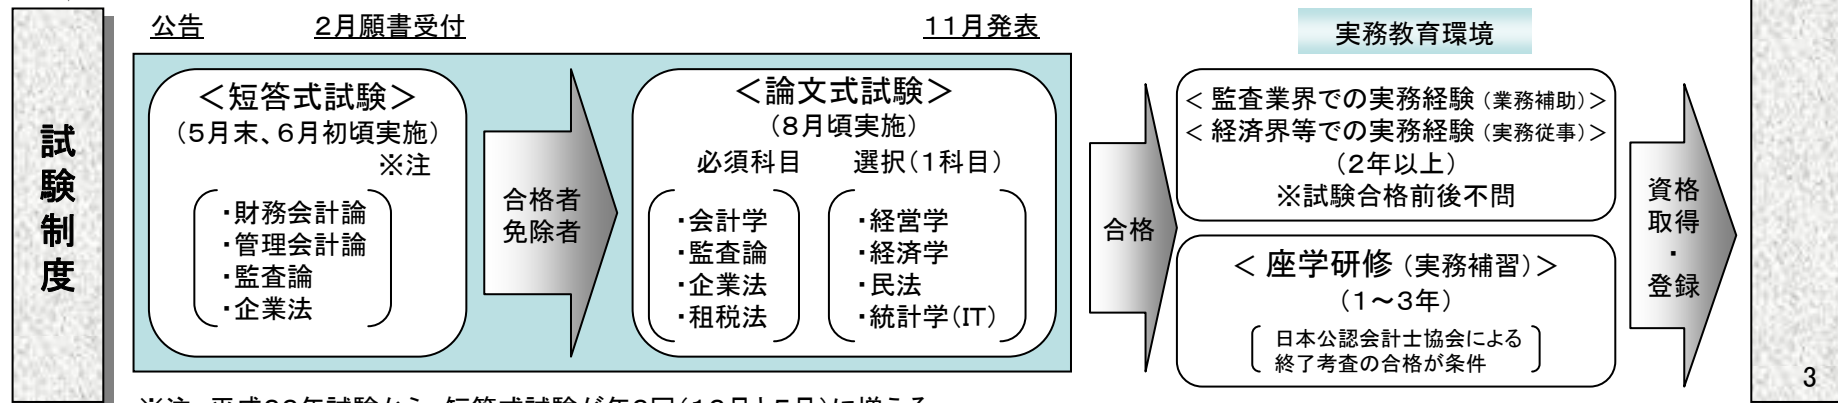 試験制度
公告
2月願書受付
11月発表
実務教育環境
＜短答式試験＞
（5月末、6月初頃実施）
※注
・財務会計論
・管理会計論
・監査論
・企業法
合格者
免除者
＜論文式試験＞
（8月頃実施）
必須科目
・会計学
・監査論
・企業法
・租税法
選択（1科目）
・経営学
・経済学
・民法
・統計学（IT）
合格
＜ 監査業界での実務経験 （業務補助）＞
＜ 経済界等での実務経験 （実務従事）＞
（2年以上）
※試験合格前後不問
＜ 座学研修 （実務補習）＞
（1～3年）
日本公認会計士協会による
終了考査の合格が条件
資格
取得
・
登録
3